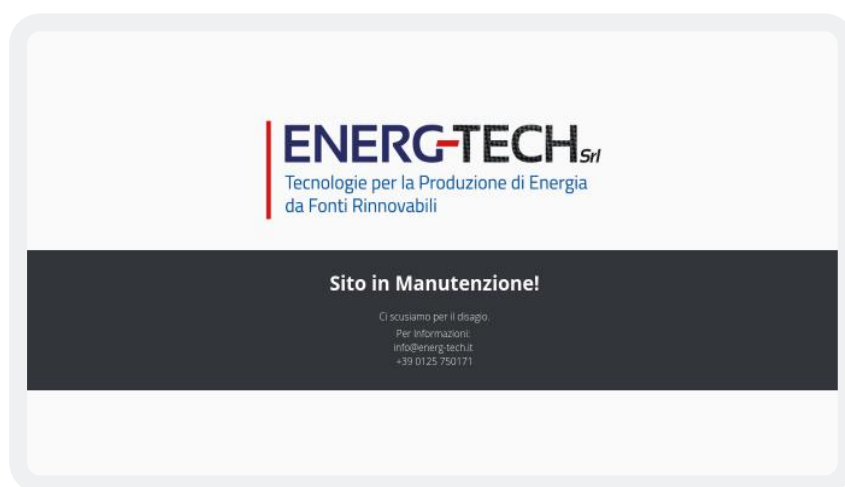 ENERG-TECH Srl
Tecnologie per la Produzione di Energia
da Fonti Rinnovabili
Sito in Manutenzione!
Ci scusiamo per il disagio.
Per Informazioni:
info@energ-tech.it
+39 0125 750171